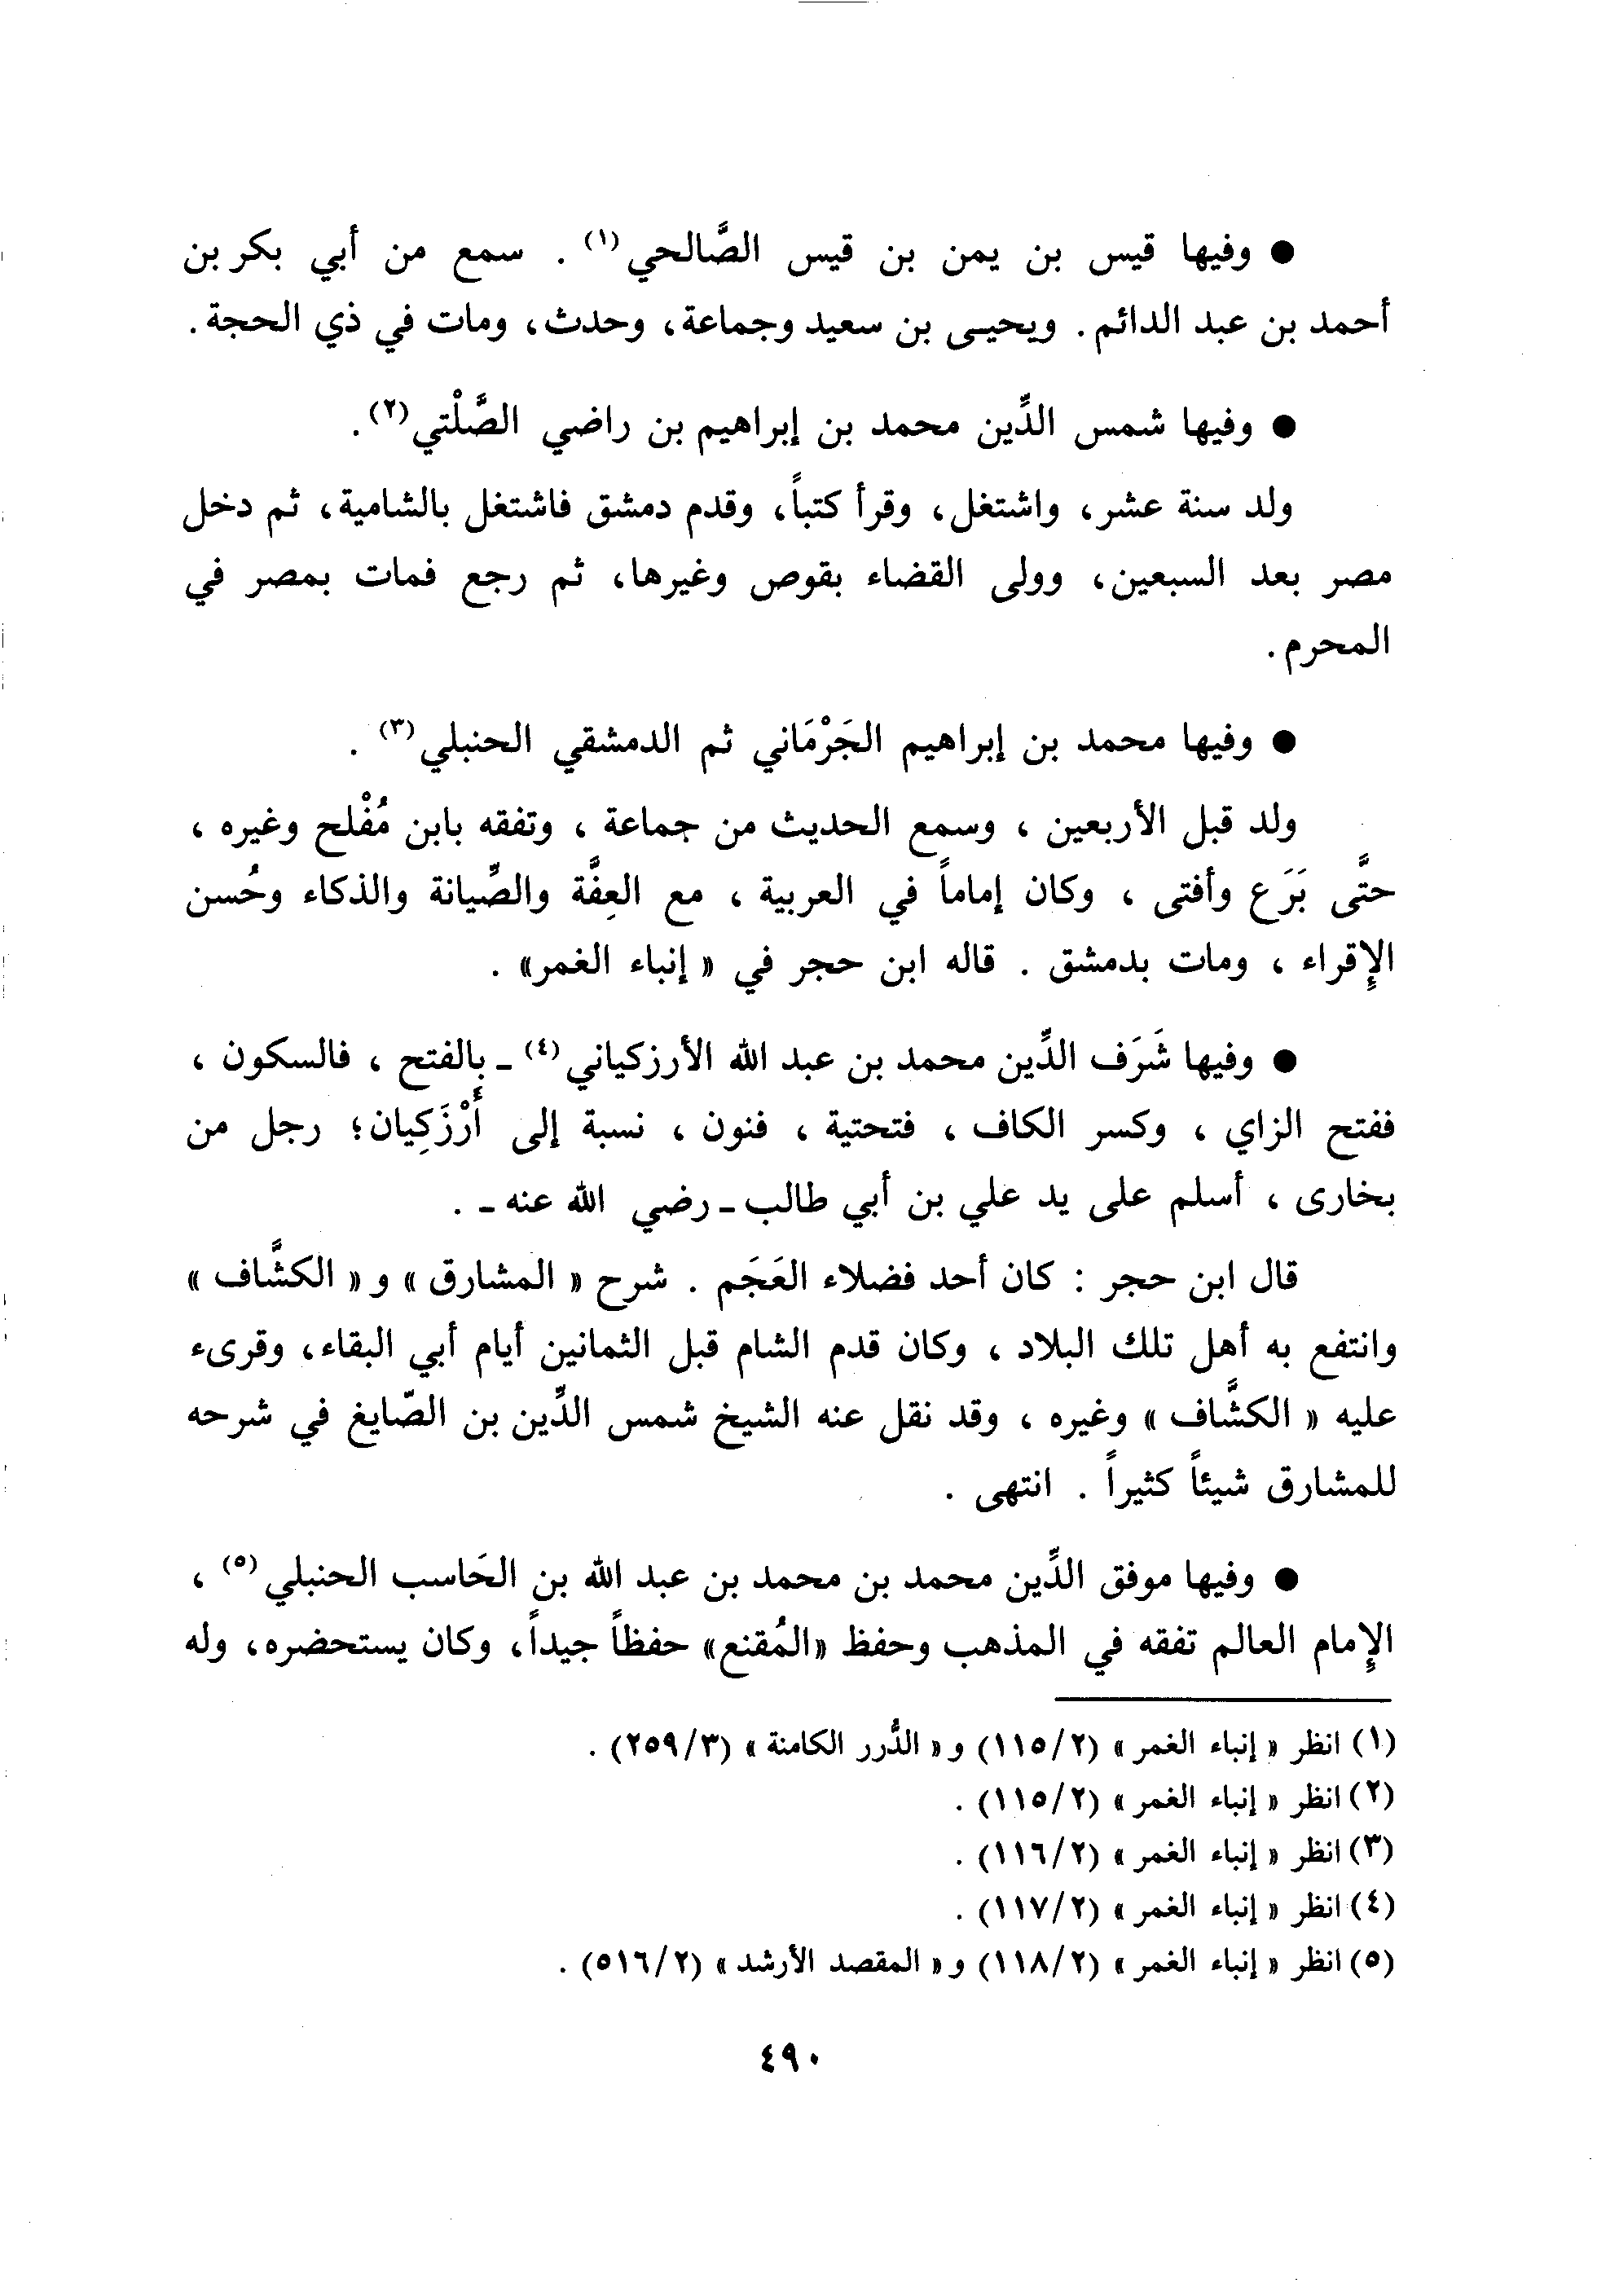 ● وفيها قيس بن يمن بن قيس الصَّالحي(١) . سمع من أبي بكر بن
أحمد بن عبد الدائم. ويحيـى بن سعيد وجماعة، وحدث، ومات في ذي الحجة.
● وفيها شمس الدِّين محمد بن إبراهيم بن راضي الصَّلْتي(٢).
ولد سنة عشر، واشتغل، وقرأ كتباً، وقدم دمشق فاشتغل بالشامية، ثم دخل
مصر بعد السبعين، وولى القضاء بقوص وغيرها، ثم رجع فمات بمصر في
المحرم.
● وفيها محمد بن إبراهيم الجَرْمَاني ثم الدمشقي الحنبلي(٣) .
ولد قبل الأربعين ، وسمع الحديث من جماعة ، وتفقه بابن مُفْلح وغيره ،
حتَّى بَرَع وأفتى ، وكان إماماً في العربية ، مع العِفَّة والصِّيانة والذكاء وحُسن
الإقراء ، ومات بدمشق . قاله ابن حجر في « إنباء الغمر» .
● وفيها شَرَف الدِّين محمد بن عبد الله الأرزكياني(٤) ـ بالفتح ، فالسكون ،
ففتح الزاي ، وكسر الكاف ، فتحتية ، فنون ، نسبة إلى أَرْزَكِيان؛ رجل من
بخارى ، أسلم على يد علي بن أبي طالب ـ رضي الله عنه ـ .
قال ابن حجر : كان أحد فضلاء العَجَم . شرح « المشارق » و « الكشَّاف »
وانتفع به أهل تلك البلاد ، وكان قدم الشام قبل الثمانين أيام أبي البقاء، وقرىء
عليه « الكشَّاف » وغيره ، وقد نقل عنه الشيخ شمس الدِّين بن الصّايغ في شرحه
للمشارق شيئاً كثيراً . انتهى .
● وفيها موفق الدِّين محمد بن محمد بن عبد الله بن الحَاسب الحنبلي(٥) ،
الإمام العالم تفقه في المذهب وحفظ «المُقنع» حفظاً جيداً، وكان يستحضره، وله
(١) انظر « إنباء الغمر » (١١٥/٢) و « الدُّرر الكامنة » (٢٥٩/٣) .
(٢) انظر « إنباء الغمر » (١١٥/٢) .
(٣) انظر « إنباء الغمر » (١١٦/٢) .
(٤) انظر « إنباء الغمر » (١١٧/٢) .
(٥) انظر « إنباء الغمر » (١١٨/٢) و « المقصد الأرشد » (٥١٦/٢) .
٤٩٠